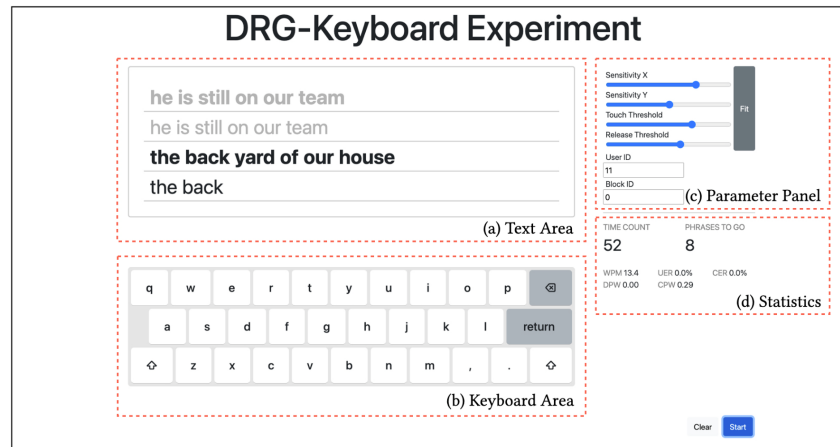 DRG-Keyboard Experiment
he is still on our team
he is still on our team
the back yard of our house
the back
(a) Text Area
q w e r t y u i o p
a s d f g h j k l return
z x c v b n m , .
(b) Keyboard Area
Sensitivity X
Sensitivity Y
Touch Threshold
Release Threshold
Fit
User ID
11
Block ID
0
(c) Parameter Panel
TIME COUNT PHRASES TO GO
52 8
WPM 13.4 UER 0.0% CER 0.0%
DPW 0.00 CPW 0.29
(d) Statistics
Clear Start